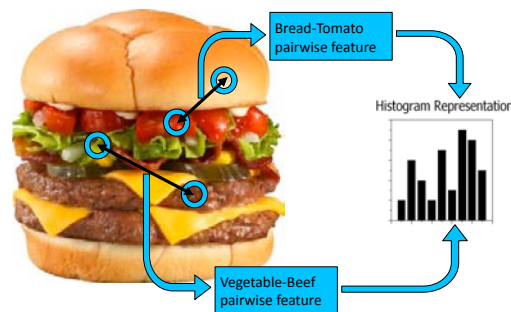 Bread-Tomato
pairwise feature
Histogram Representation
Vegetable-Beef
pairwise feature